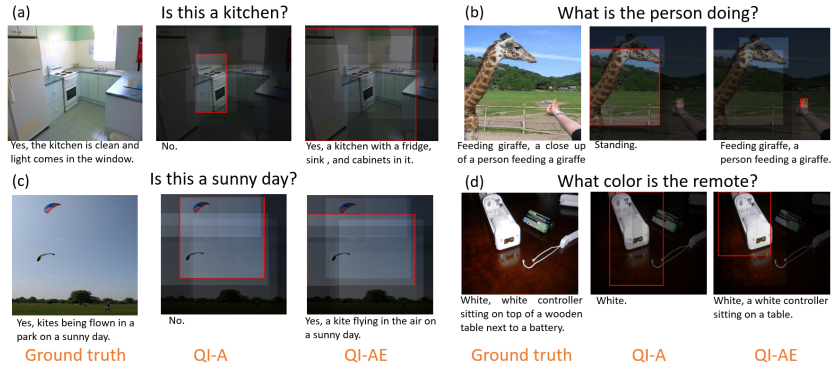 (a) Is this a kitchen?
Yes, the kitchen is clean and
light comes in the window.
No.
Yes, a kitchen with a fridge,
sink , and cabinets in it.
(b) What is the person doing?
Feeding giraffe, a close up
of a person feeding a giraffe
Standing.
Feeding giraffe, a
person feeding a giraffe.
(c) Is this a sunny day?
Yes, kites being flown in a
park on a sunny day.
No.
Yes, a kite flying in the air on
a sunny day.
(d) What color is the remote?
White, white controller
sitting on top of a wooden
table next to a battery.
White.
White, a white controller
sitting on a table.
Ground truth QI-A QI-AE Ground truth QI-A QI-AE